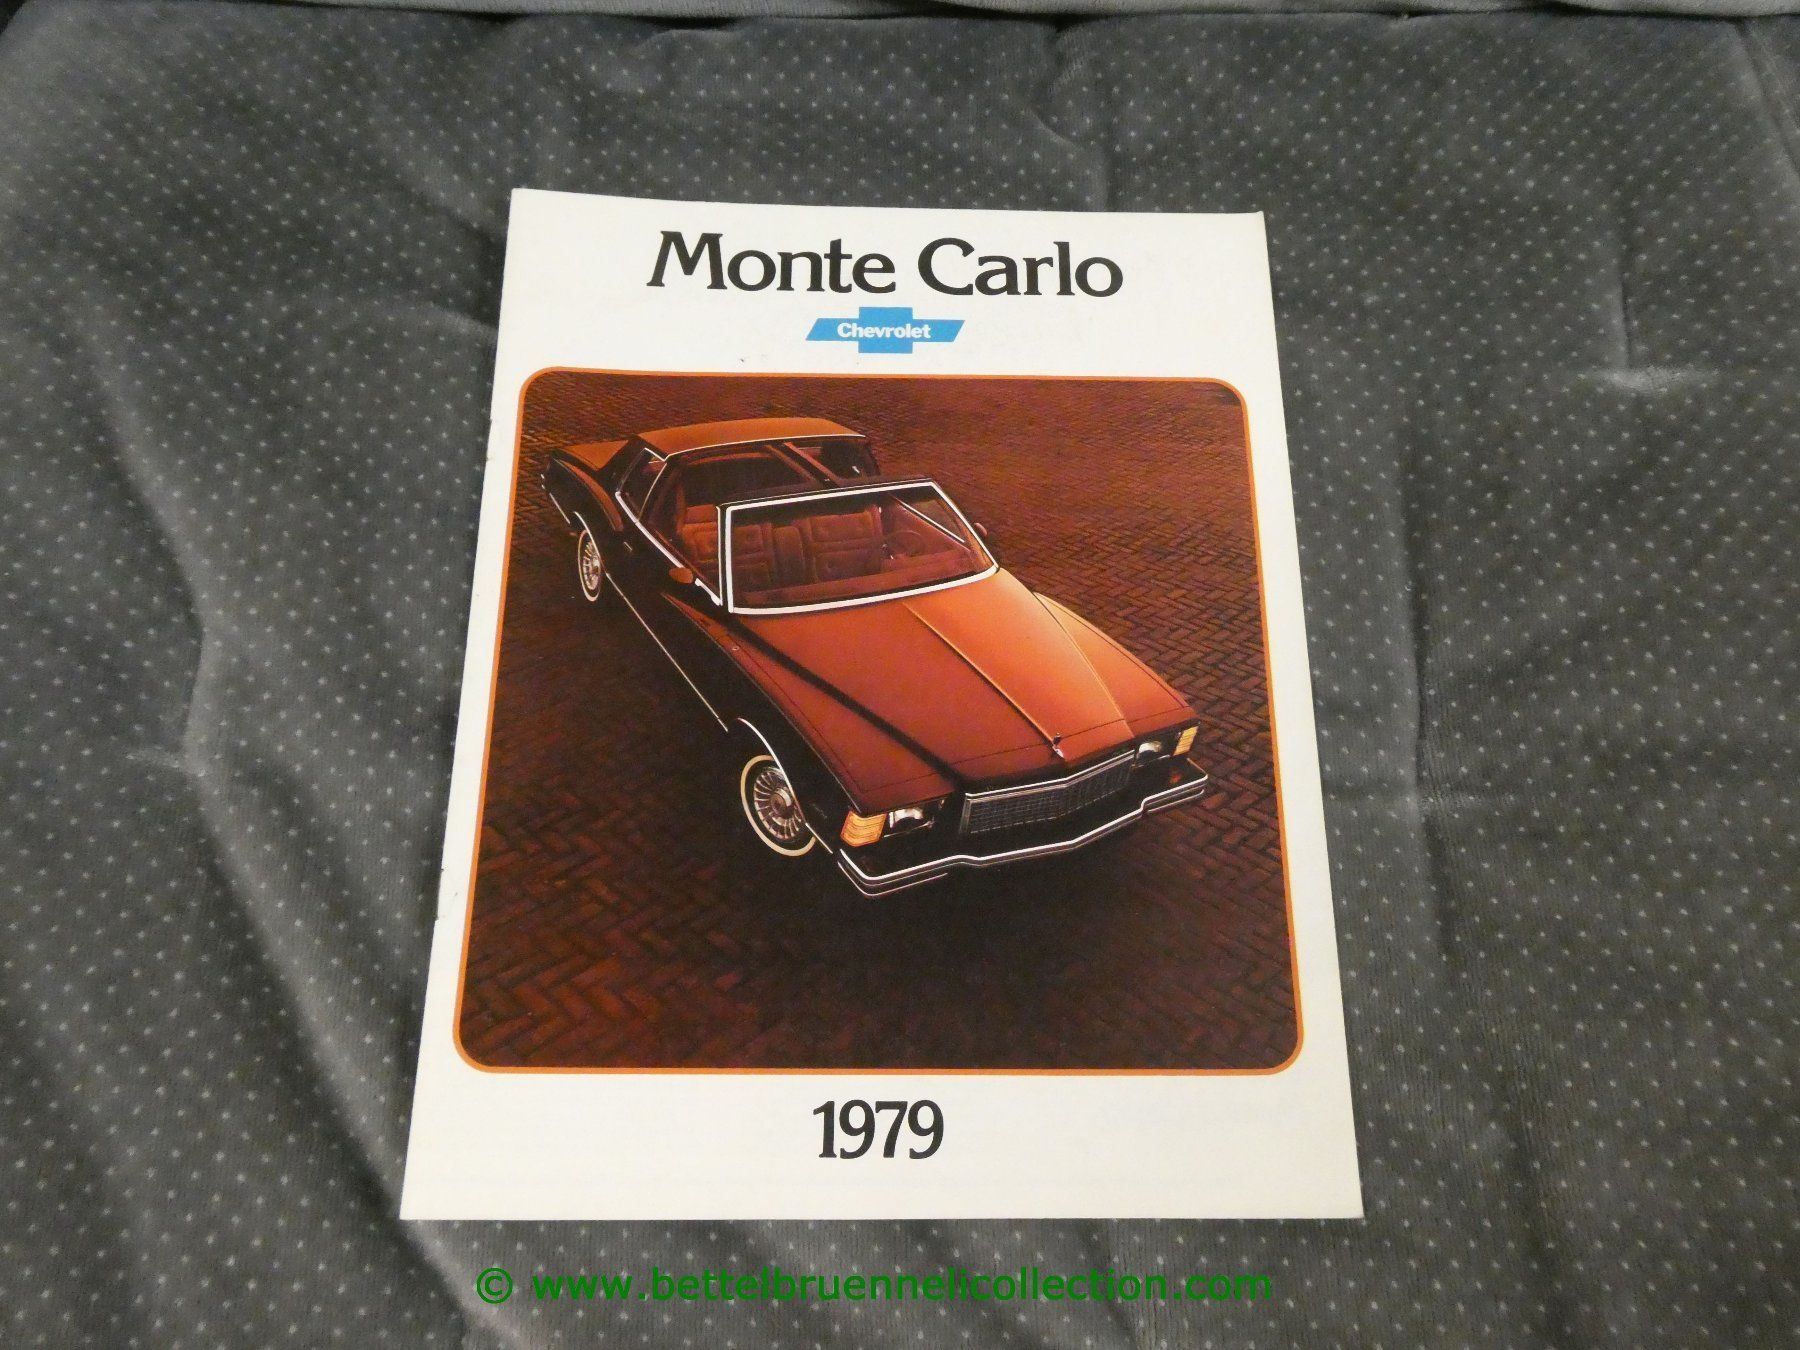 Monte Carlo
Chevrolet
1979
© www.bettelbruennelicollection.com